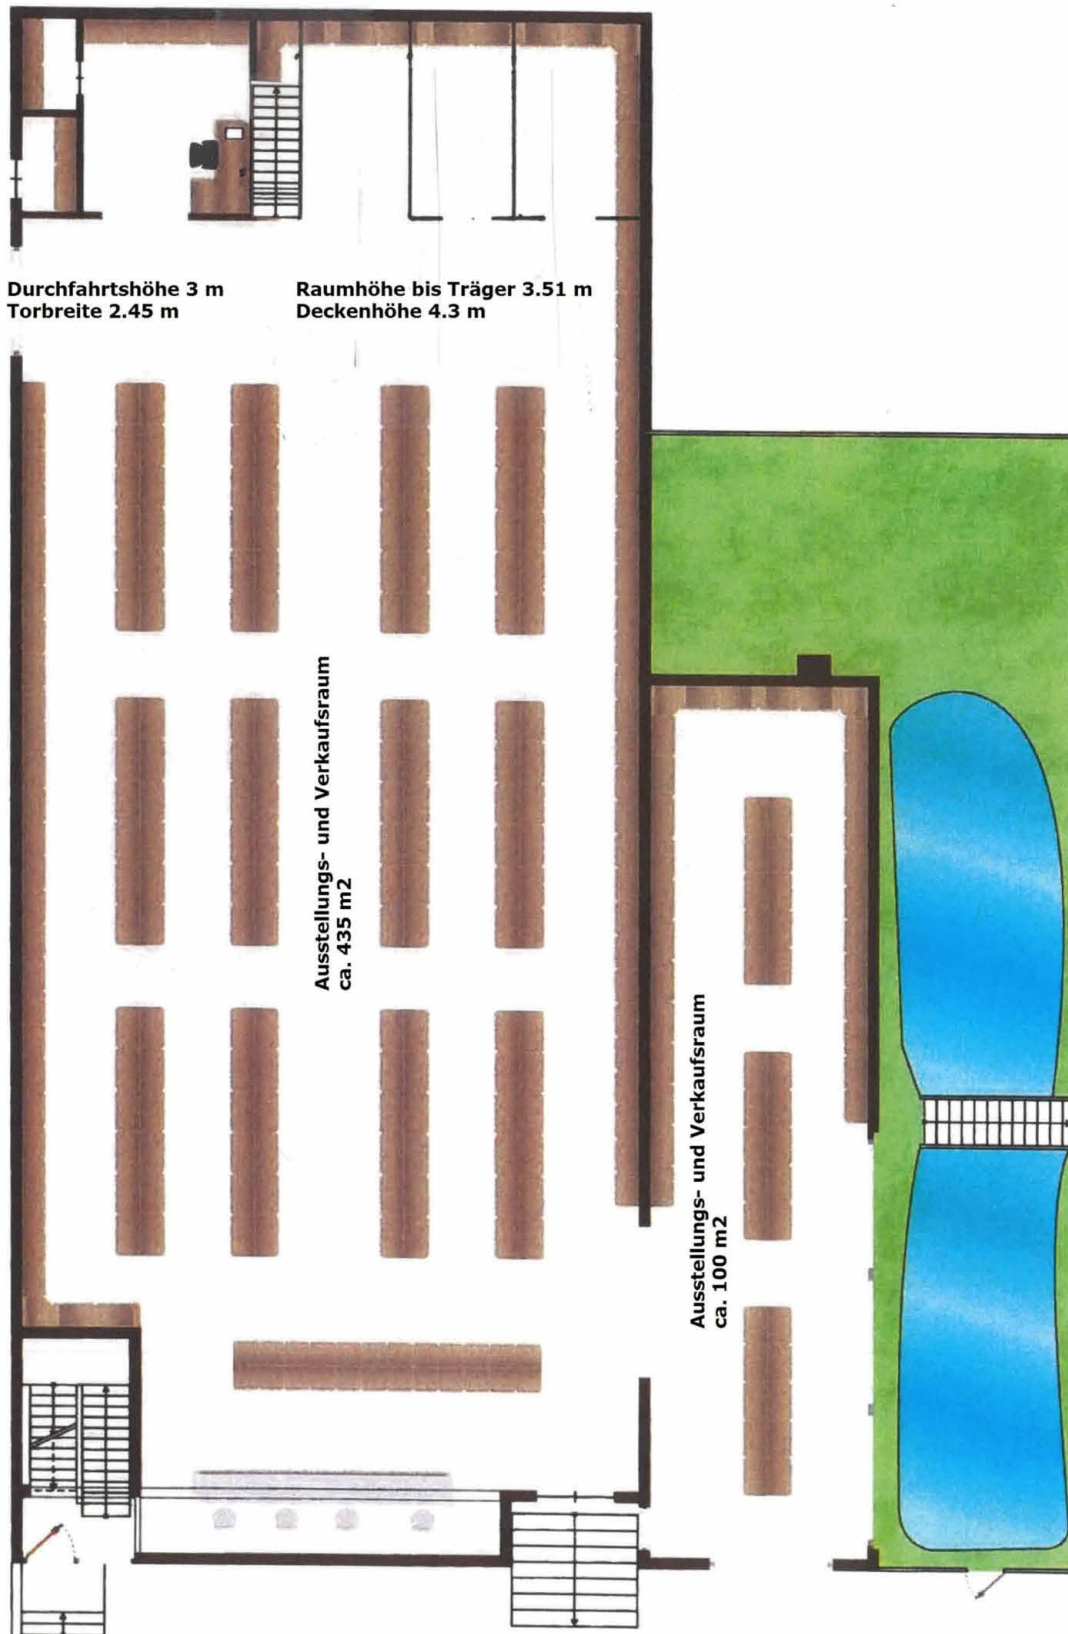 Durchfahrtshöhe 3 m
Torbreite 2.45 m
Raumhöhe bis Träger 3.51 m
Deckenhöhe 4.3 m
Ausstellungs- und Verkaufsraum
ca. 435 m2
Ausstellungs- und Verkaufsraum
ca. 100 m2